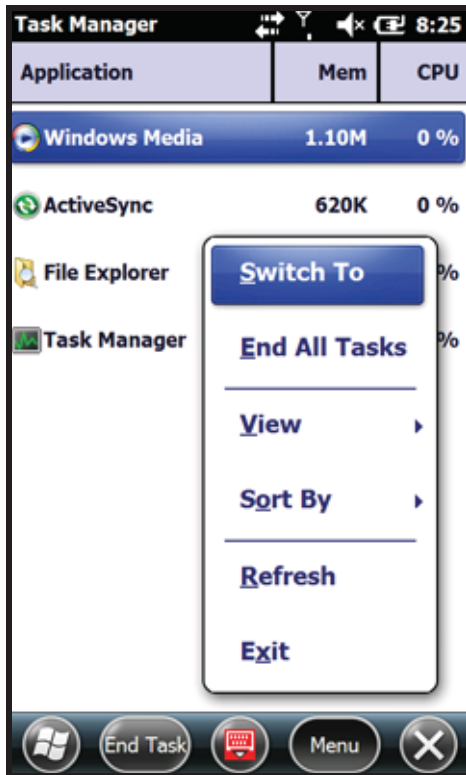 Task Manager 8:25
Application Mem CPU
Windows Media 1.10M 0 %
ActiveSync 620K 0 %
File Explorer %
Task Manager %
Switch To
End All Tasks
View
Sort By
Refresh
Exit
End Task Menu